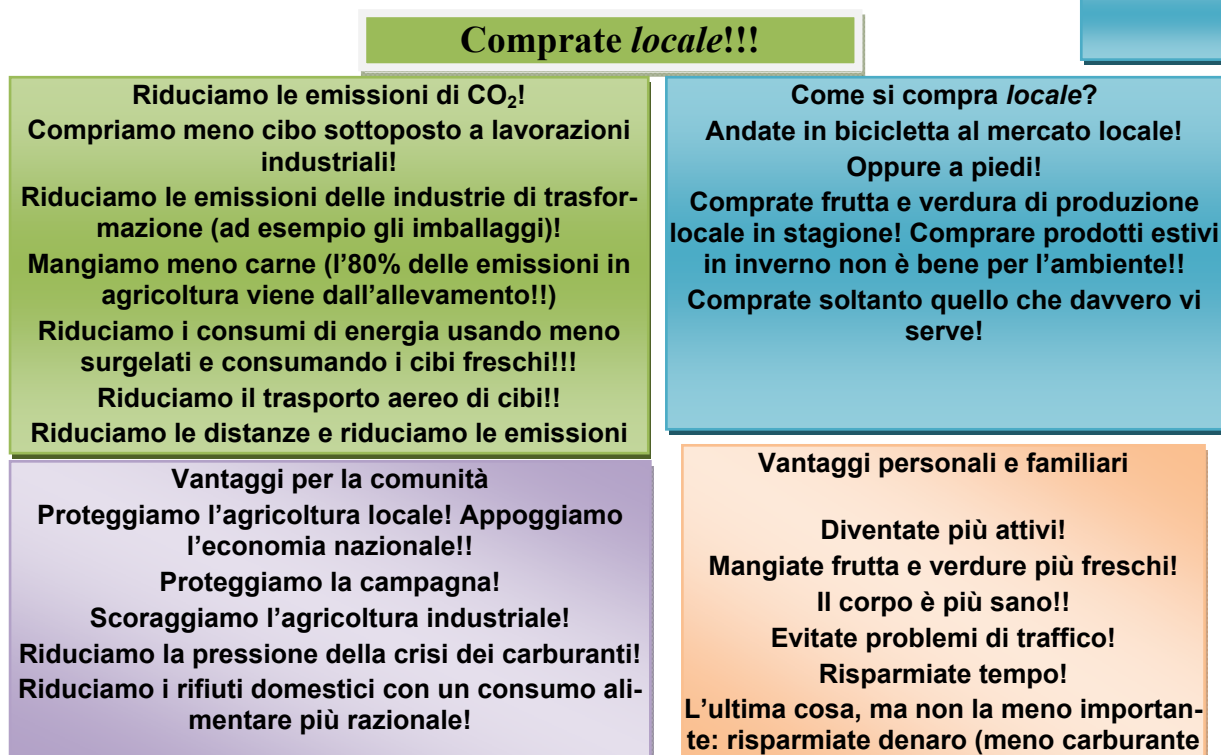 Comprate locale!!!
Riduciamo le emissioni di CO₂!
Compriamo meno cibo sottoposto a lavorazioni
industriali!
Riduciamo le emissioni delle industrie di trasfor-
mazione (ad esempio gli imballaggi)!
Mangiamo meno carne (l’80% delle emissioni in
agricoltura viene dall’allevamento!!)
Riduciamo i consumi di energia usando meno
surgelati e consumando i cibi freschi!!!
Riduciamo il trasporto aereo di cibi!!
Riduciamo le distanze e riduciamo le emissioni
Come si compra locale?
Andate in bicicletta al mercato locale!
Oppure a piedi!
Comprate frutta e verdura di produzione
locale in stagione! Comprare prodotti estivi
in inverno non è bene per l’ambiente!!
Comprate soltanto quello che davvero vi
serve!
Vantaggi per la comunità
Proteggiamo l’agricoltura locale! Appoggiamo
l’economia nazionale!!
Proteggiamo la campagna!
Scoraggiamo l’agricoltura industriale!
Riduciamo la pressione della crisi dei carburanti!
Riduciamo i rifiuti domestici con un consumo ali-
mentare più razionale!
Vantaggi personali e familiari
Diventate più attivi!
Mangiate frutta e verdure più freschi!
Il corpo è più sano!!
Evitate problemi di traffico!
Risparmiate tempo!
L’ultima cosa, ma non la meno importan-
te: risparmiate denaro (meno carburante